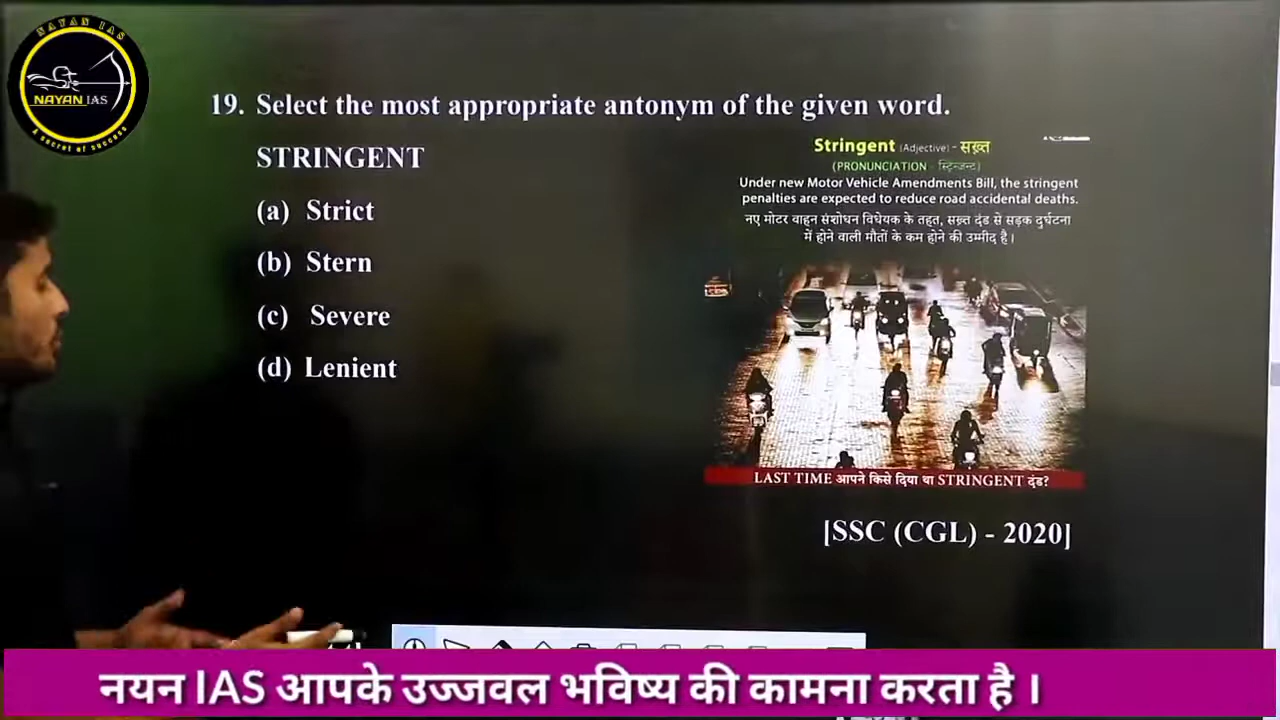 NAYAN IAS
NAYAN IAS
A secret of success
19. Select the most appropriate antonym of the given word.
STRINGENT
(a) Strict
(b) Stern
(c) Severe
(d) Lenient
Stringent (Adjective) - सख़्त
(PRONUNCIATION - स्ट्रिन्जन्ट)
Under new Motor Vehicle Amendments Bill, the stringent
penalties are expected to reduce road accidental deaths.
नए मोटर वाहन संशोधन विधेयक के तहत, सख़्त दंड से सड़क दुर्घटना
में होने वाली मौतों के कम होने की उम्मीद है।
LAST TIME आपने किसे दिया था STRINGENT दंड?
[SSC (CGL) - 2020]
नयन IAS आपके उज्जवल भविष्य की कामना करता है ।